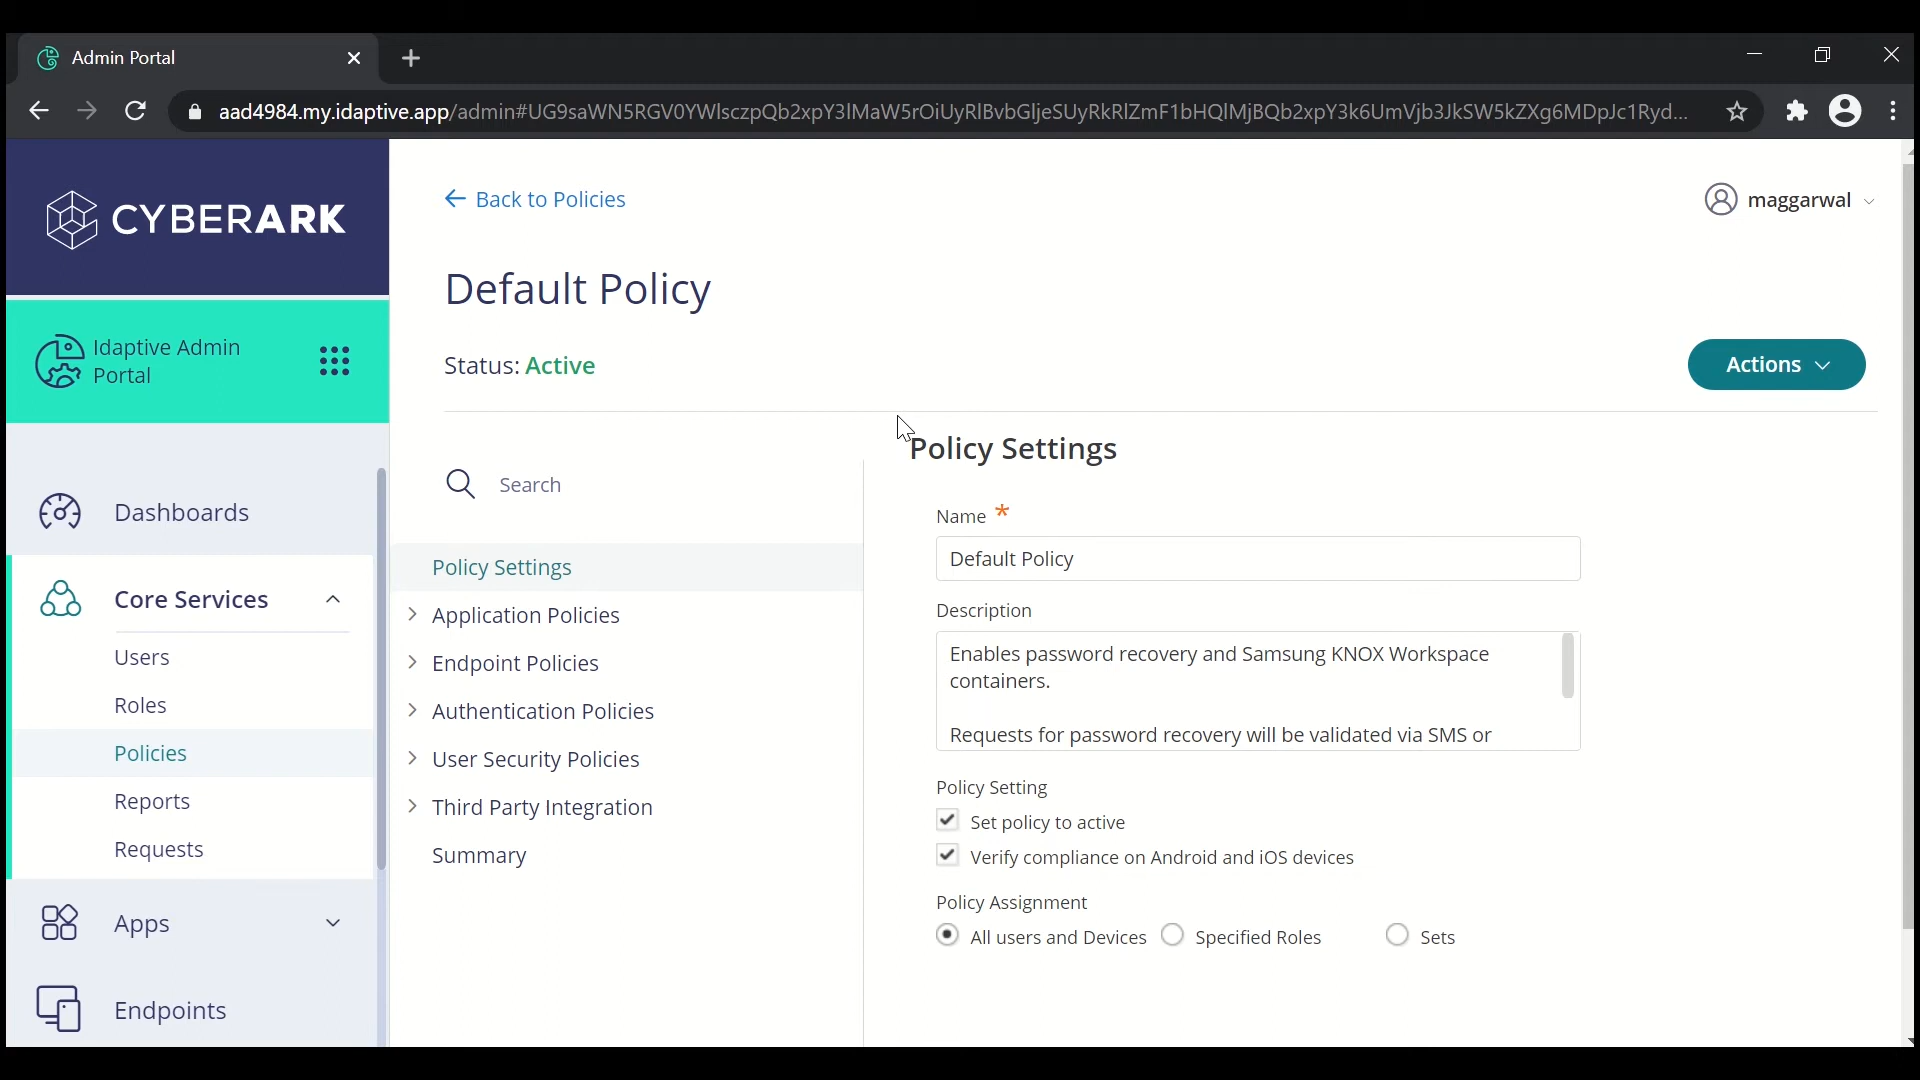 Admin Portal
aad4984.my.idaptive.app/admin#UG9saWN5RGV0YWlsczpQb2xpY3lMaW5rOiUyRlBvbGljeSUyRkRlZmF1bHQlMjBQb2xpY3k6UmVjb3JkSW5kZXg6MDpJc1Ryd...
CYBERARK
Back to Policies
maggarwal
Default Policy
Idaptive Admin
Portal
Status: Active
Actions
Policy Settings
Search
Dashboards
Name *
Default Policy
Policy Settings
Core Services
Application Policies
Description
Users
Endpoint Policies
Enables password recovery and Samsung KNOX Workspace
containers.
Roles
Authentication Policies
Requests for password recovery will be validated via SMS or
Policies
User Security Policies
Policy Setting
Reports
Third Party Integration
Set policy to active
Requests
Summary
Verify compliance on Android and iOS devices
Policy Assignment
Apps
All users and Devices Specified Roles Sets
Endpoints